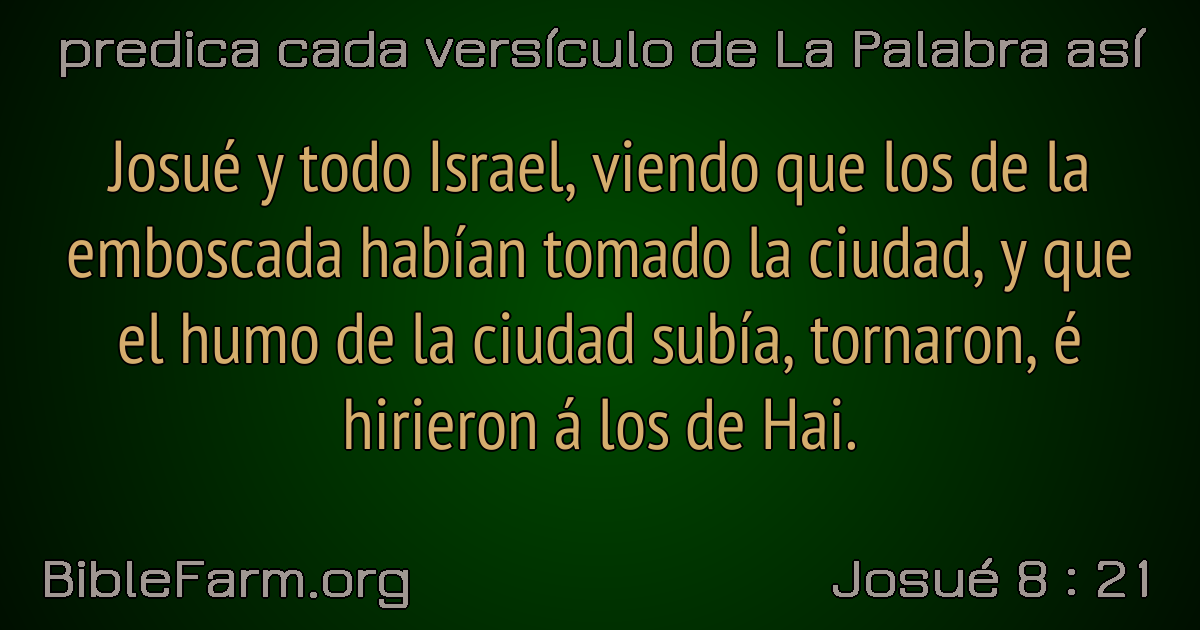 predica cada versículo de La Palabra así
Josué y todo Israel, viendo que los de la
emboscada habían tomado la ciudad, y que
el humo de la ciudad subía, tornaron, é
hirieron á los de Hai.
BibleFarm.org
Josué 8 : 21